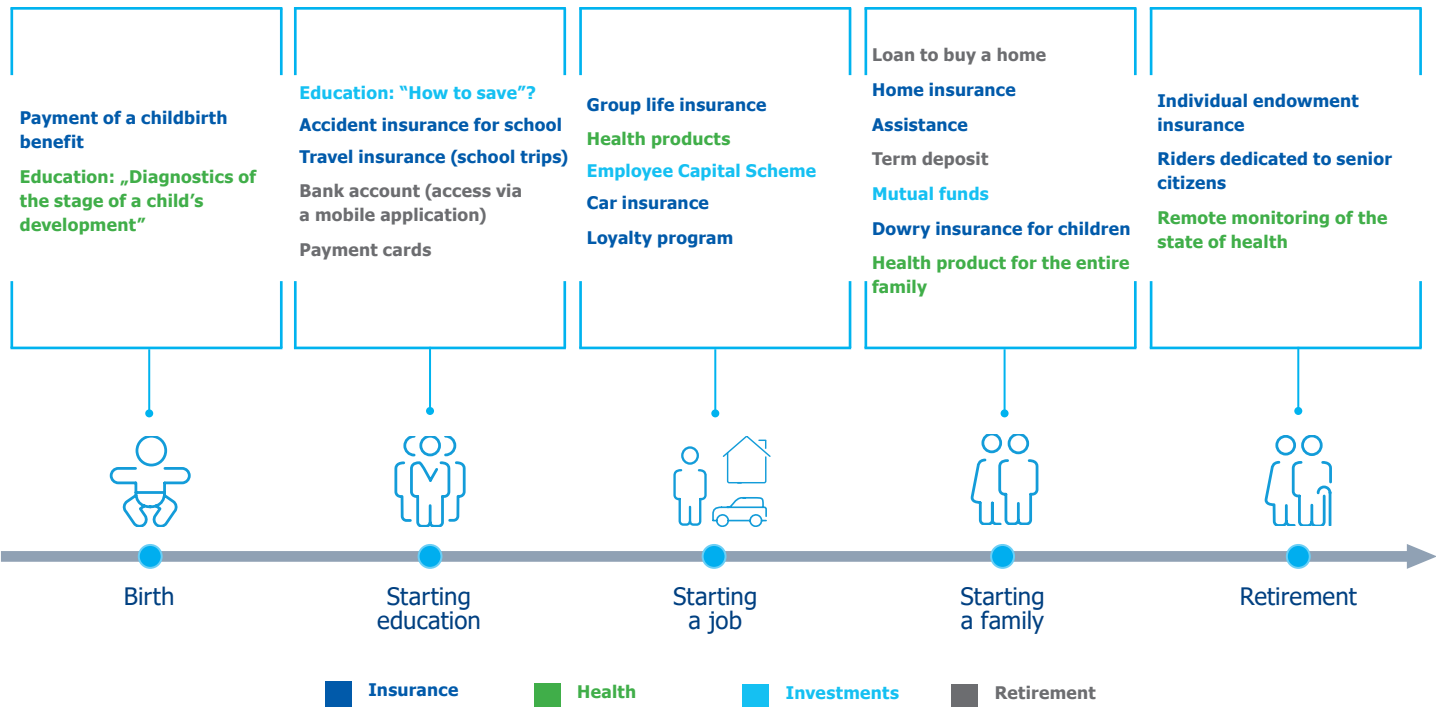 Payment of a childbirth
benefit
Education: „Diagnostics of
the stage of a child’s
development”
Education: “How to save”?
Accident insurance for school
Travel insurance (school trips)
Bank account (access via
a mobile application)
Payment cards
Group life insurance
Health products
Employee Capital Scheme
Car insurance
Loyalty program
Loan to buy a home
Home insurance
Assistance
Term deposit
Mutual funds
Dowry insurance for children
Health product for the entire
family
Individual endowment
insurance
Riders dedicated to senior
citizens
Remote monitoring of the
state of health
Birth
Starting
education
Starting
a job
Starting
a family
Retirement
Insurance
Health
Investments
Retirement